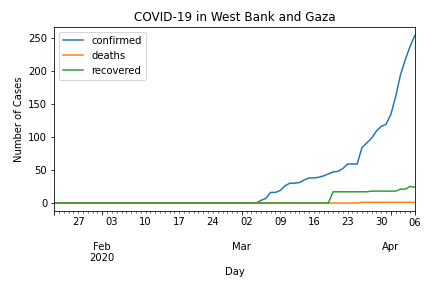 COVID-19 in West Bank and Gaza
confirmed
deaths
recovered
Number of Cases
250
200
150
100
50
0
27 03 10 17 24 02 09 16 23 30 06
Feb Mar Apr
2020
Day